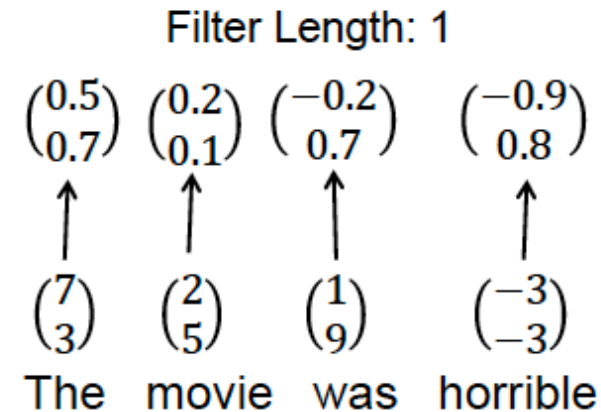 Filter Length: 1
(0.5 0.7) (0.2 0.1) (−0.2 0.7) (−0.9 0.8)
(7 3) (2 5) (1 9) (−3 −3)
The movie was horrible